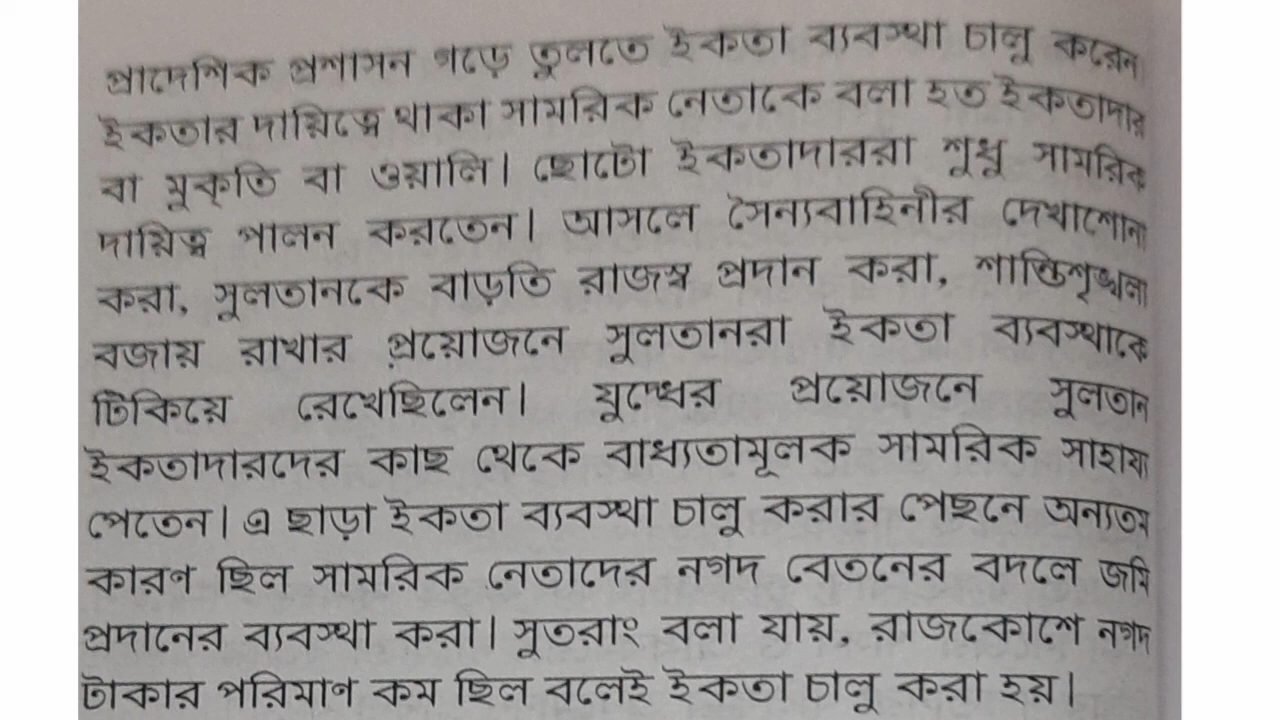 প্রাদেশিক প্রশাসন গড়ে তুলতে ইকতা ব্যবস্থা চালু করেন
ইকতার দায়িত্বে থাকা সামরিক নেতাকে বলা হত ইকতাদার
বা মুক্‌তি বা ওয়ালি। ছোটো ইকতাদাররা শুধু সামরিক
দায়িত্ব পালন করতেন। আসলে সৈন্যবাহিনীর দেখাশোনা
করা, সুলতানকে বাড়তি রাজস্ব প্রদান করা, শান্তিশৃঙ্খলা
বজায় রাখার প্রয়োজনে সুলতানরা ইকতা ব্যবস্থাকে
টিকিয়ে রেখেছিলেন। যুদ্ধের প্রয়োজনে সুলতান
ইকতাদারদের কাছ থেকে বাধ্যতামূলক সামরিক সাহায্য
পেতেন। এ ছাড়া ইকতা ব্যবস্থা চালু করার পেছনে অন্যতম
কারণ ছিল সামরিক নেতাদের নগদ বেতনের বদলে জমি
প্রদানের ব্যবস্থা করা। সুতরাং বলা যায়, রাজকোশে নগদ
টাকার পরিমাণ কম ছিল বলেই ইকতা চালু করা হয়।